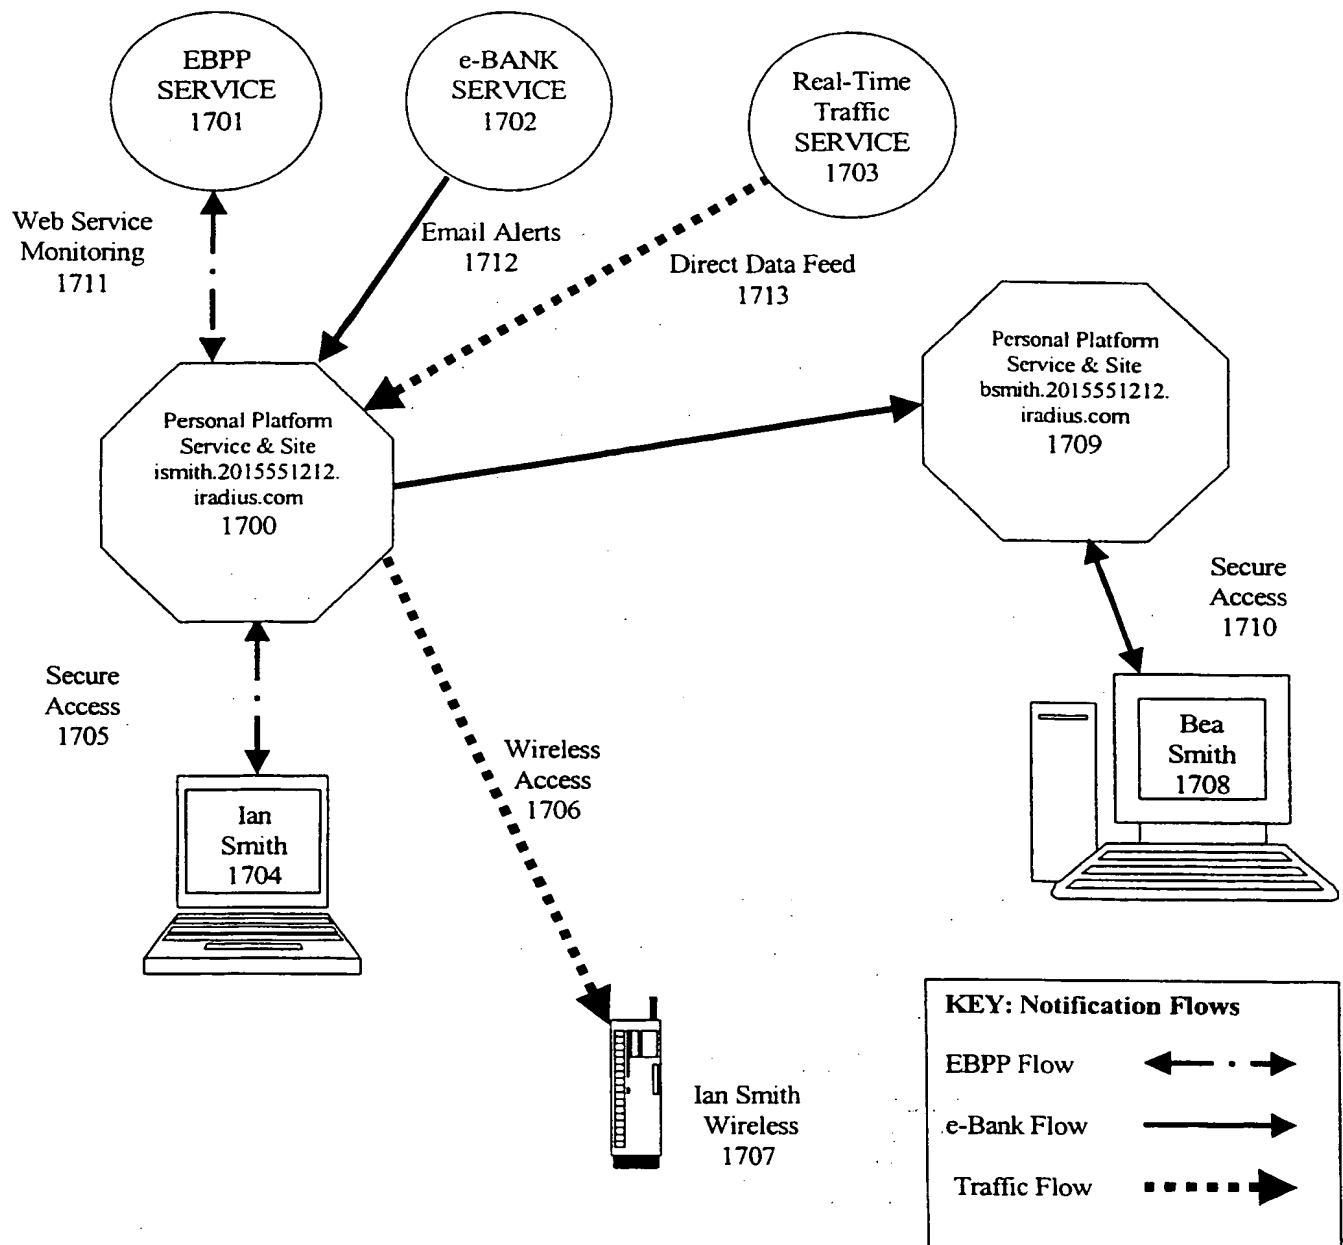 EBPP
SERVICE
1701
e-BANK
SERVICE
1702
Real-Time
Traffic
SERVICE
1703
Web Service
Monitoring
1711
Email Alerts
1712
Direct Data Feed
1713
Personal Platform
Service & Site
ismith.2015551212.
iradius.com
1700
Personal Platform
Service & Site
bsmith.2015551212.
iradius.com
1709
Secure
Access
1710
Secure
Access
1705
Wireless
Access
1706
Bea
Smith
1708
Ian
Smith
1704
Ian Smith
Wireless
1707
KEY: Notification Flows
EBPP Flow
e-Bank Flow
Traffic Flow